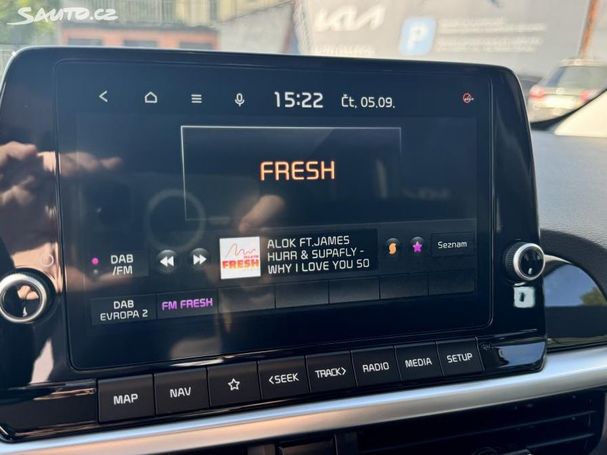 SAUTO.CZ
KIA
P
15:22 Čt, 05.09.
FRESH
DAB
/FM
FRESH
ALOK FT.JAMES
HURR & SUPAFLY -
WHY I LOVE YOU SO
Seznam
DAB
EVROPA 2
FM FRESH
MAP
NAV
<SEEK
TRACK>
RADIO
MEDIA
SETUP